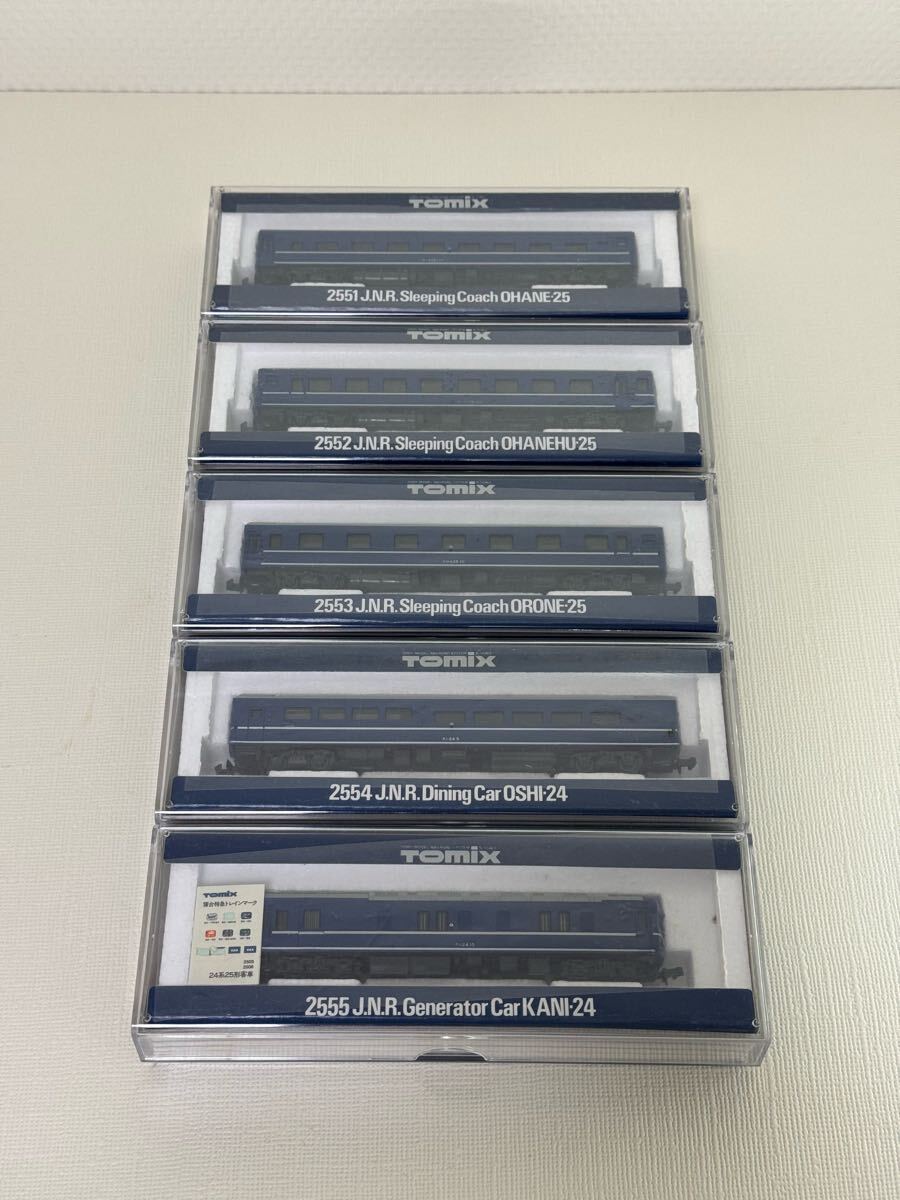 TOMIX
2551 J.N.R. Sleeping Coach OHANE·25
TOMIX
2552 J.N.R. Sleeping Coach OHANEHU·25
TOMIX
2553 J.N.R. Sleeping Coach ORONE·25
TOMIX
2554 J.N.R. Dining Car OSHI·24
TOMIX
TOMIX
寝台特急トレインマーク
24系25形客車
2555 J.N.R. Generator Car KANI·24